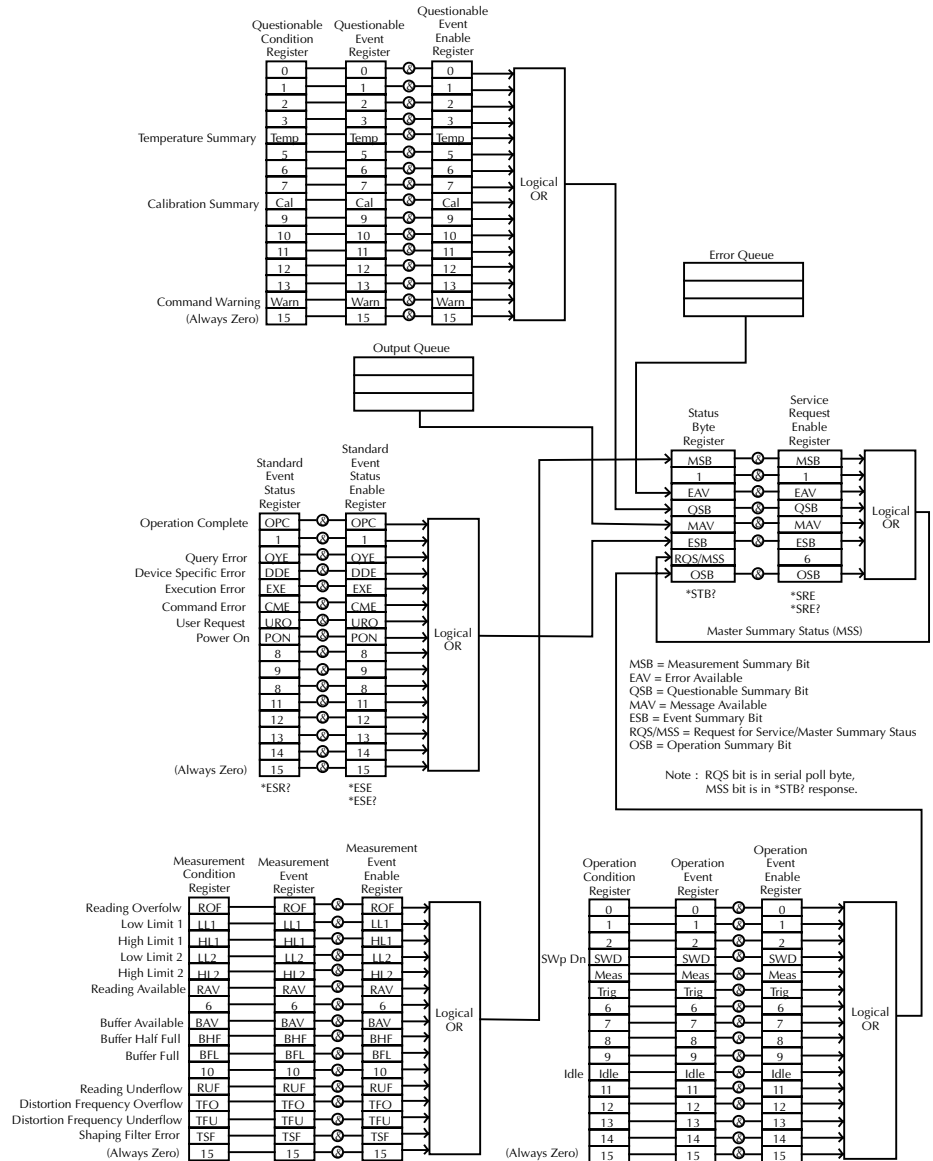 Questionable
Condition
Register
Questionable
Event
Register
Questionable
Event
Enable
Register
0 0 & 0
1 1 & 1
2 2 & 2
3 3 & 3
Temperature Summary Temp Temp & Temp
5 5 & 5
6 6 & 6
7 7 & 7
Calibration Summary Cal Cal & Cal
9 9 & 9
10 10 & 10
11 11 & 11
12 12 & 12
13 13 & 13
Command Warning Warn Warn & Warn
(Always Zero) 15 15 & 15
Logical
OR
Error Queue
Output Queue
Status
Byte
Register
Service
Request
Enable
Register
MSB & MSB
1 & 1
EAV & EAV
QSB & QSB
MAV & MAV
ESB & ESB
RQS/MSS 6
OSB & OSB
*STB?
*SRE
*SRE?
Logical
OR
Master Summary Status (MSS)
Standard
Event
Status
Register
Standard
Event
Status
Enable
Register
Operation Complete OPC & OPC
1 & 1
Query Error QYE & QYE
Device Specific Error DDE & DDE
Execution Error EXE & EXE
Command Error CME & CME
User Request URQ & URQ
Power On PON & PON
8 & 8
9 & 9
8 & 8
11 & 11
12 & 12
13 & 13
14 & 14
(Always Zero) 15 & 15
*ESR?
*ESE
*ESE?
Logical
OR
MSB = Measurement Summary Bit
EAV = Error Available
QSB = Questionable Summary Bit
MAV = Message Available
ESB = Event Summary Bit
RQS/MSS = Request for Service/Master Summary Staus
OSB = Operation Summary Bit
Note : RQS bit is in serial poll byte,
MSS bit is in *STB? response.
Measurement
Condition
Register
Measurement
Event
Register
Measurement
Event
Enable
Register
Reading Overfolw ROF ROF & ROF
Low Limit 1 LL1 LL1 & LL1
High Limit 1 HL1 HL1 & HL1
Low Limit 2 LL2 LL2 & LL2
High Limit 2 HL2 HL2 & HL2
Reading Available RAV RAV & RAV
6 6 & 6
Buffer Available BAV BAV & BAV
Buffer Half Full BHF BHF & BHF
Buffer Full BFL BFL & BFL
10 10 & 10
Reading Underflow RUF RUF & RUF
Distortion Frequency Overflow TFO TFO & TFO
Distortion Frequency Underflow TFU TFU & TFU
Shaping Filter Error TSF TSF & TSF
(Always Zero) 15 15 & 15
Logical
OR
Operation
Condition
Register
Operation
Event
Register
Operation
Event
Enable
Register
0 0 & 0
1 1 & 1
2 2 & 2
SWp Dn SWD SWD & SWD
Meas Meas & Meas
Trig Trig & Trig
6 6 & 6
7 7 & 7
8 8 & 8
9 9 & 9
Idle Idle Idle & Idle
11 11 & 11
12 12 & 12
13 13 & 13
14 14 & 14
(Always Zero) 15 15 & 15
Logical
OR